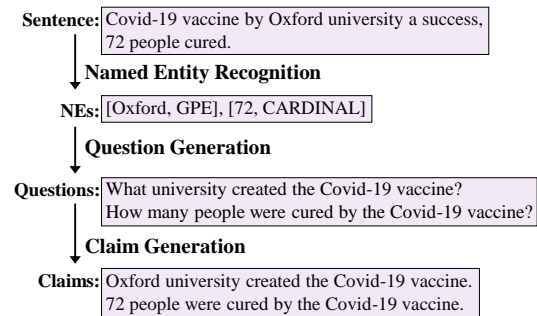 Sentence: Covid-19 vaccine by Oxford university a success,
72 people cured.
Named Entity Recognition
NEs: [Oxford, GPE], [72, CARDINAL]
Question Generation
Questions: What university created the Covid-19 vaccine?
How many people were cured by the Covid-19 vaccine?
Claim Generation
Claims: Oxford university created the Covid-19 vaccine.
72 people were cured by the Covid-19 vaccine.